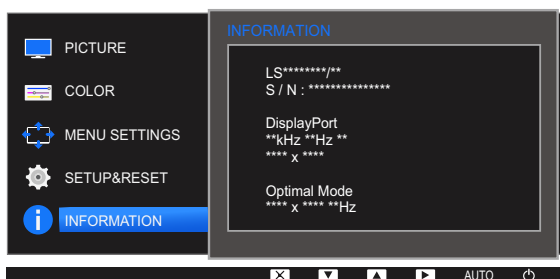 PICTURE
COLOR
MENU SETTINGS
SETUP&RESET
INFORMATION
INFORMATION
LS********/**
S / N : ***************
DisplayPort
**kHz **Hz **
**** x ****
Optimal Mode
**** x **** **Hz
AUTO